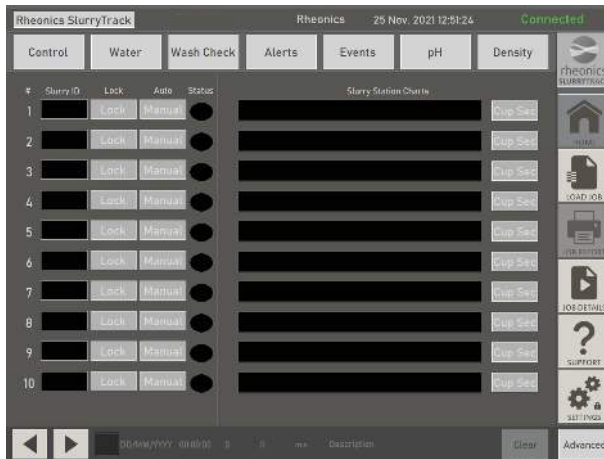 Rheonics SlurryTrack Rheonics 25 Nov. 2021 12:51:24 Connected
Control Water Wash Check Alerts Events pH Density
rheonics
SLURRYTRACK
# Slurry ID Lock Auto Status Slurry Station Charts
1 Lock Manual Cup Sec
HOME
2 Lock Manual Cup Sec
3 Lock Manual Cup Sec
LOAD JOB
4 Lock Manual Cup Sec
5 Lock Manual Cup Sec
JOB REPORT
6 Lock Manual Cup Sec
7 Lock Manual Cup Sec
JOB DETAILS
8 Lock Manual Cup Sec
9 Lock Manual Cup Sec
SUPPORT
10 Lock Manual Cup Sec
SETTINGS
DD/MM/YYYY Description Clear Advanced